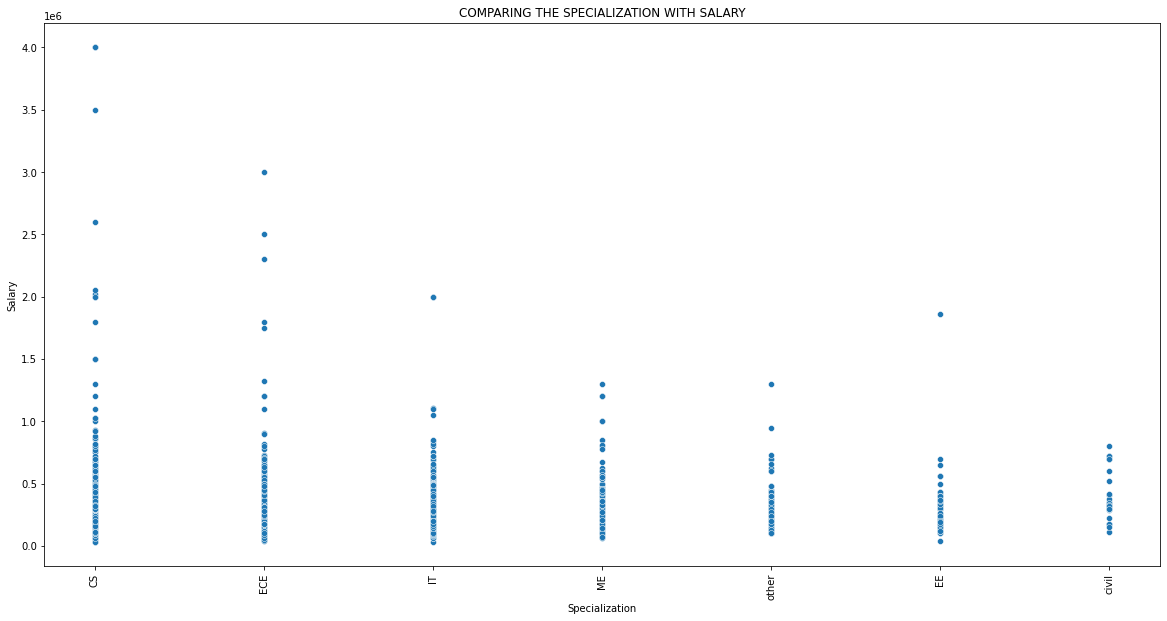 COMPARING THE SPECIALIZATION WITH SALARY
1e6
4.0
3.5
3.0
2.5
2.0
1.5
1.0
0.5
0.0
Salary
CS
ECE
IT
ME
other
EE
civil
Specialization